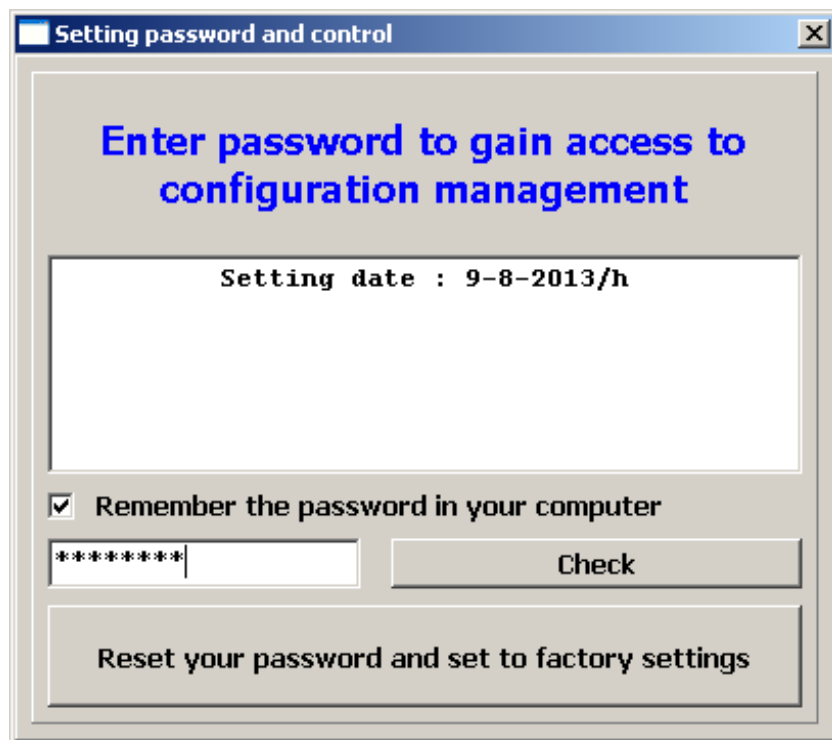 Setting password and control
Enter password to gain access to
configuration management
Setting date : 9-8-2013/h
Remember the password in your computer
********
Check
Reset your password and set to factory settings